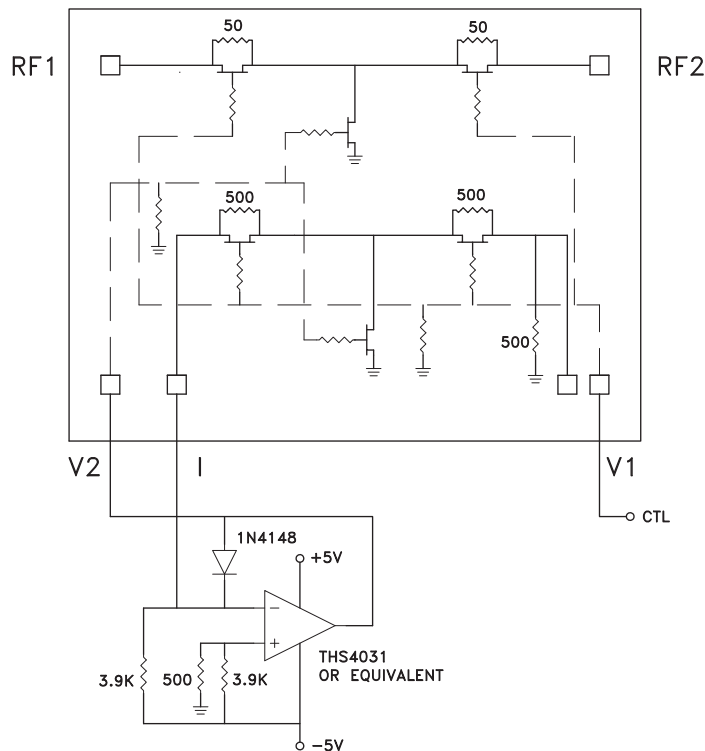 50
50
RF1
RF2
500
500
500
V2
I
V1
CTL
1N4148
+5V
−
+
THS4031
OR EQUIVALENT
3.9K
500
3.9K
−5V